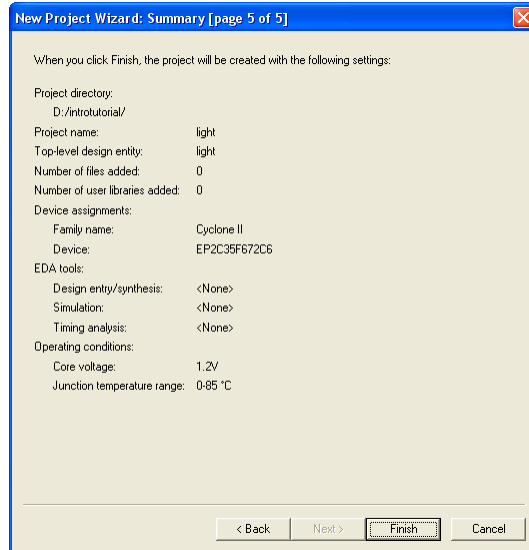 New Project Wizard: Summary [page 5 of 5]
When you click Finish, the project will be created with the following settings:
Project directory:
D:/introtutorial/
Project name: light
Top-level design entity: light
Number of files added: 0
Number of user libraries added: 0
Device assignments:
Family name: Cyclone II
Device: EP2C35F672C6
EDA tools:
Design entry/synthesis: <None>
Simulation: <None>
Timing analysis: <None>
Operating conditions:
Core voltage: 1.2V
Junction temperature range: 0-85 °C
< Back Next > Finish Cancel